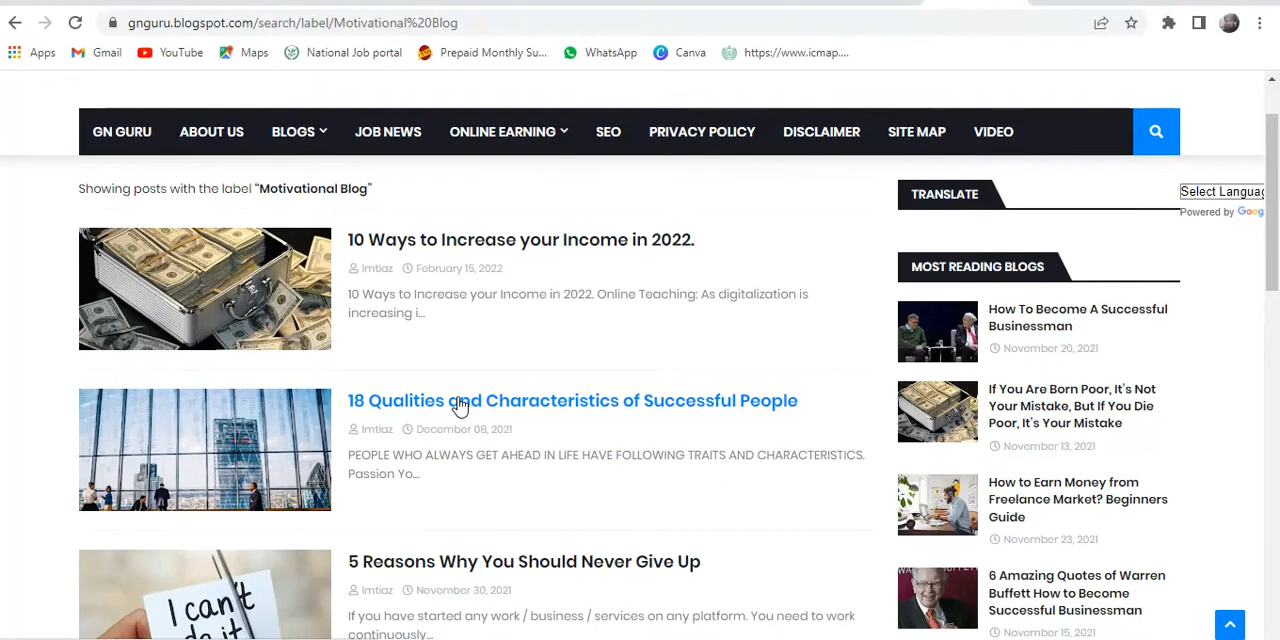 gnguru.blogspot.com/search/label/Motivational%20Blog
Apps Gmail YouTube Maps National Job portal Prepaid Monthly Su... WhatsApp Canva https://www.icmap....
GN GURU ABOUT US BLOGS JOB NEWS ONLINE EARNING SEO PRIVACY POLICY DISCLAIMER SITE MAP VIDEO
Showing posts with the label "Motivational Blog"
10 Ways to Increase your Income in 2022.
Imtiaz February 15, 2022
10 Ways to Increase your Income in 2022. Online Teaching: As digitalization is
increasing i...
18 Qualities and Characteristics of Successful People
Imtiaz December 08, 2021
PEOPLE WHO ALWAYS GET AHEAD IN LIFE HAVE FOLLOWING TRAITS AND CHARACTERISTICS.
Passion Yo...
I can't
do it
5 Reasons Why You Should Never Give Up
Imtiaz November 30, 2021
If you have started any work / business / services on any platform. You need to work
continuously...
TRANSLATE
Select Languag
Powered by Goog
MOST READING BLOGS
How To Become A Successful
Businessman
November 20, 2021
If You Are Born Poor, It's Not
Your Mistake, But If You Die
Poor, It's Your Mistake
November 13, 2021
How to Earn Money from
Freelance Market? Beginners
Guide
November 23, 2021
6 Amazing Quotes of Warren
Buffett How to Become
Successful Businessman
November 15, 2021